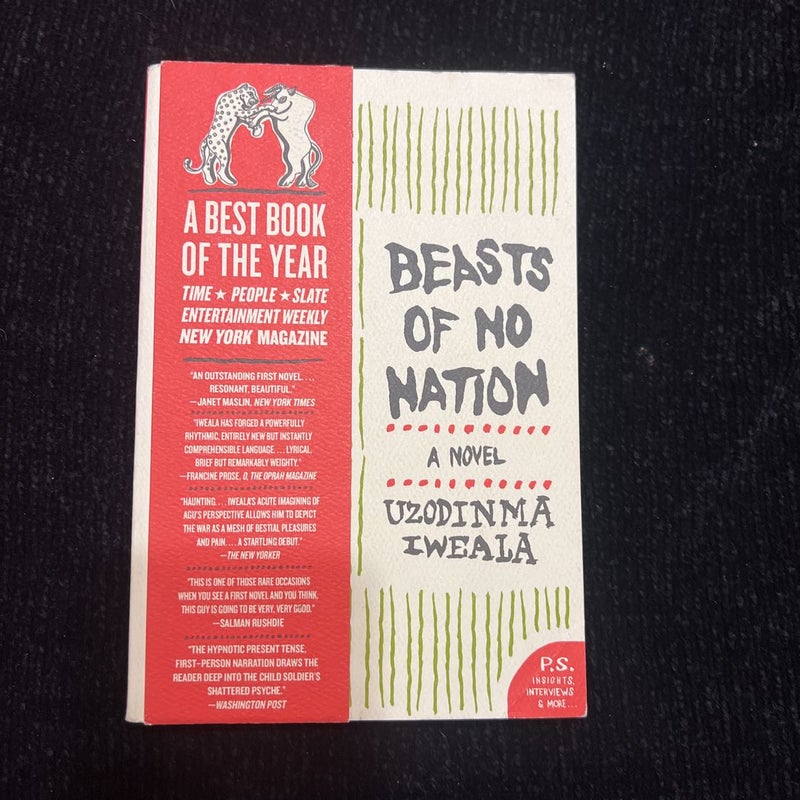 A BEST BOOK
OF THE YEAR
TIME ★ PEOPLE ★ SLATE
ENTERTAINMENT WEEKLY
NEW YORK MAGAZINE
"AN OUTSTANDING FIRST NOVEL. . . .
RESONANT, BEAUTIFUL."
—JANET MASLIN, NEW YORK TIMES
"IWEALA HAS FORGED A POWERFULLY
RHYTHMIC, ENTIRELY NEW BUT INSTANTLY
COMPREHENSIBLE LANGUAGE. . . . LYRICAL,
BRIEF BUT REMARKABLY WEIGHTY."
—FRANCINE PROSE, O, THE OPRAH MAGAZINE
"HAUNTING. . . . IWEALA'S ACUTE IMAGINING OF
AGU'S PERSPECTIVE ALLOWS HIM TO DEPICT
THE WAR AS A MESH OF BESTIAL PLEASURES
AND PAIN. . . . A STARTLING DEBUT."
—THE NEW YORKER
"THIS IS ONE OF THOSE RARE OCCASIONS
WHEN YOU SEE A FIRST NOVEL AND YOU THINK,
THIS GUY IS GOING TO BE VERY, VERY GOOD."
—SALMAN RUSHDIE
"THE HYPNOTIC PRESENT TENSE,
FIRST-PERSON NARRATION DRAWS THE
READER DEEP INTO THE CHILD SOLDIER'S
SHATTERED PSYCHE."
—WASHINGTON POST
BEASTS
OF NO
NATION
A NOVEL
UZODINMA
IWEALA
P.S.
INSIGHTS,
INTERVIEWS
& MORE...